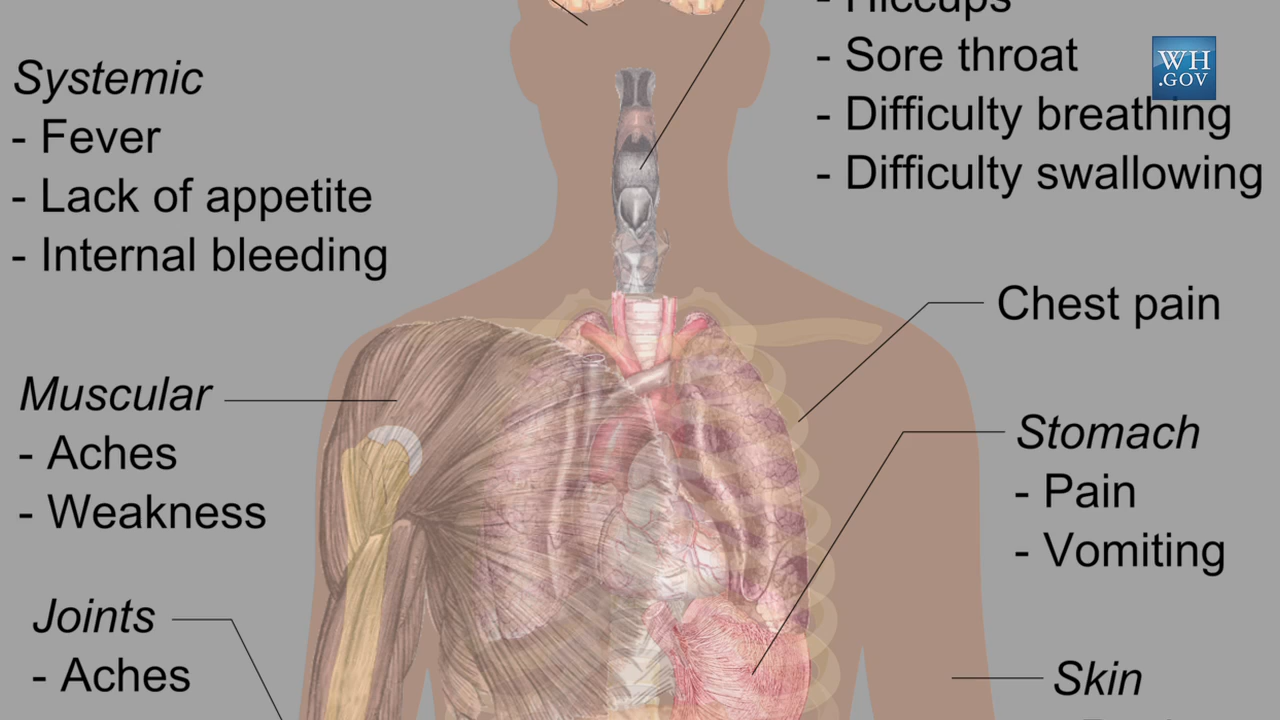 Systemic
- Fever
- Lack of appetite
- Internal bleeding
Muscular
- Aches
- Weakness
Joints
- Aches
- Hiccups
- Sore throat
- Difficulty breathing
- Difficulty swallowing
WH
.GOV
Chest pain
Stomach
- Pain
- Vomiting
Skin